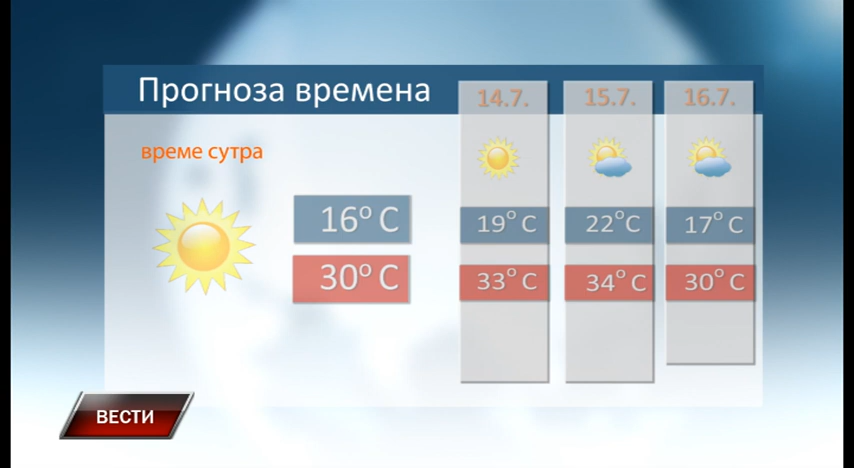 Прогноза времена
време сутра
16° C
30° C
14.7.
19° C
33° C
15.7.
22°C
34° C
16.7.
17° C
30° C
ВЕСТИ